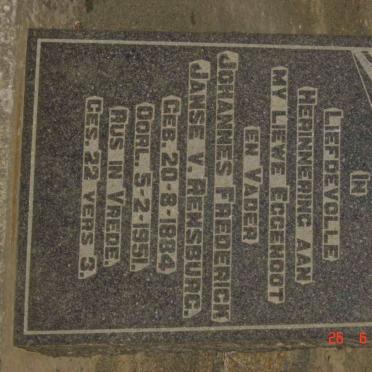 IN
LIEFDEVOLLE
HERINNERING AAN
MY LIEWE EGGENOOT
EN VADER
JOHANNES FREDERICK
JANSE V. RENSBURG.
GEB. 20-8-1884
OORL. 5-2-1951.
RUS IN VREDE.
GES. 22 VERS 3.
26 6